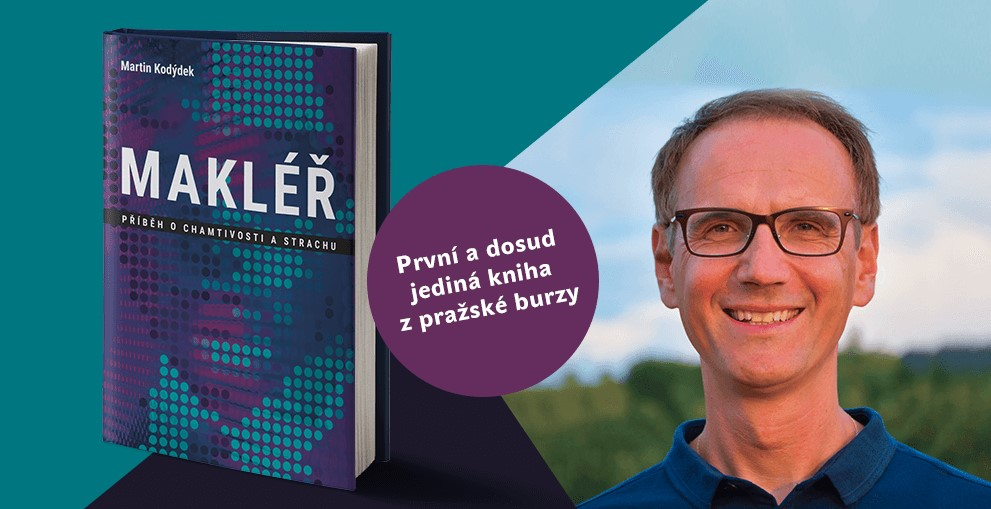 Martin Kodýdek
MAKLÉŘ
PŘÍBĚH O CHAMTIVOSTI A STRACHU
První a dosud
jediná kniha
z pražské burzy